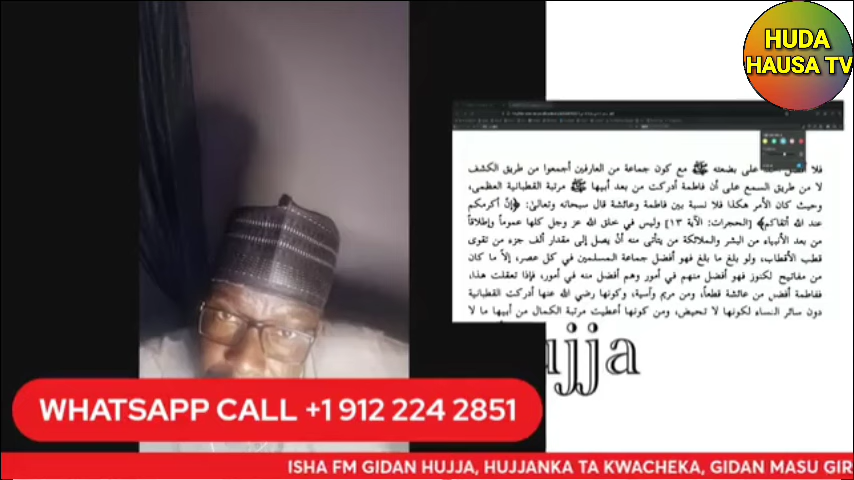 HUDA
HAUSA TV
فلا على بضعته ﷺ مع كون جماعة من العارفين أجمعوا من طريق الكشف
لا من طريق السمع على أن فاطمة أدركت من بعد أبيها ﷺ مرتبة القطبانية العظمى،
وحيث كان الأمر هكذا فلا نسبة بين فاطمة وعائشة قال سبحانه وتعالى: ﴿إن أكرمكم
عند الله أتقاكم﴾ [الحجرات: الآية ١٣] وليس في خلق الله عز وجل كلها عموماً وإطلاقاً
من بعد الأنبياء من البشر والملائكة من يتأتى منه أن يصل إلى مقدار ألف جزء من تقوى
قطب الأقطاب، ولو بلغ ما بلغ فهو أفضل جماعة المسلمين في كل عصر، إلاّ ما كان
من مفاتيح لكنوز فهو أفضل منهم في أمور وهم أفضل منه في أمور، فإذا تعقلت هذا،
ففاطمة أفضس من عائشة قطعاً، ومن مريم وآسية، وكونها رضي الله عنها أدركت القطبانية
دون سائر النساء لكونها لا تحيض، ومن كونها أعطيت مرتبة الكمال من أبيها ما لا
ujja
WHATSAPP CALL +1 912 224 2851
ISHA FM GIDAN HUJJA, HUJJANKA TA KWACHEKA, GIDAN MASU GIR